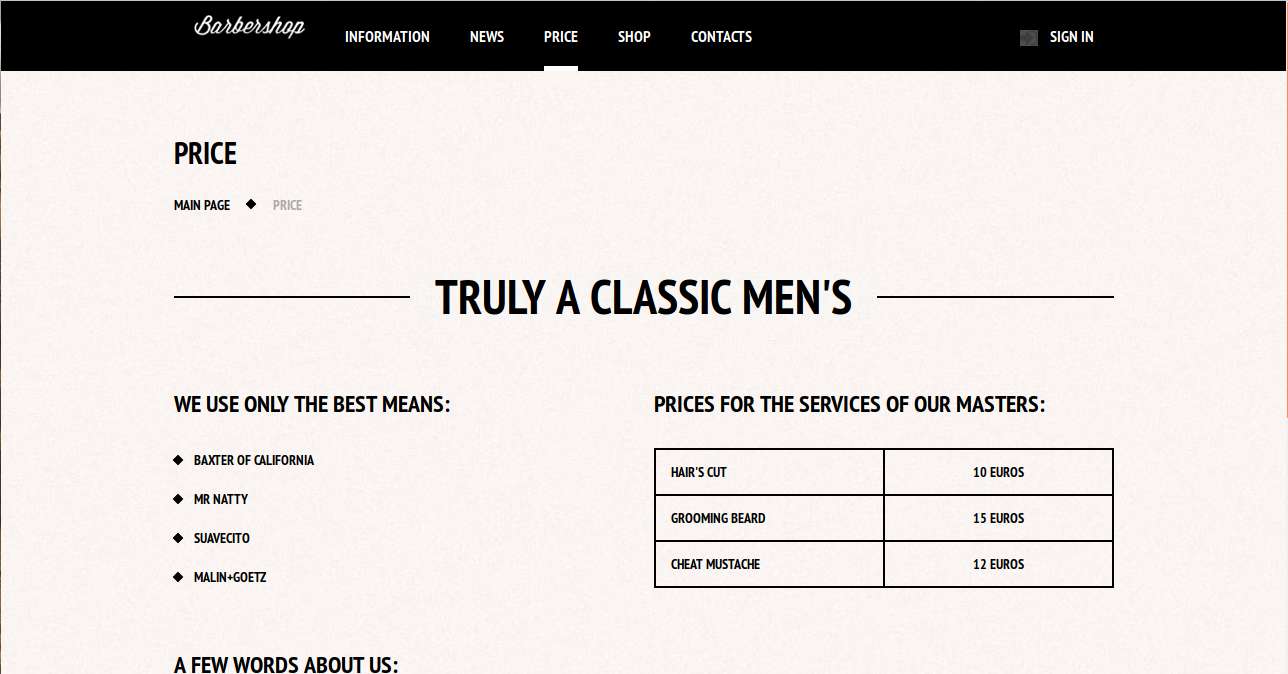 Barbershop INFORMATION NEWS PRICE SHOP CONTACTS SIGN IN
PRICE
MAIN PAGE PRICE
TRULY A CLASSIC MEN'S
WE USE ONLY THE BEST MEANS:
BAXTER OF CALIFORNIA
MR NATTY
SUAVECITO
MALIN+GOETZ
PRICES FOR THE SERVICES OF OUR MASTERS:
HAIR'S CUT 10 EUROS
GROOMING BEARD 15 EUROS
CHEAT MUSTACHE 12 EUROS
A FEW WORDS ABOUT US: